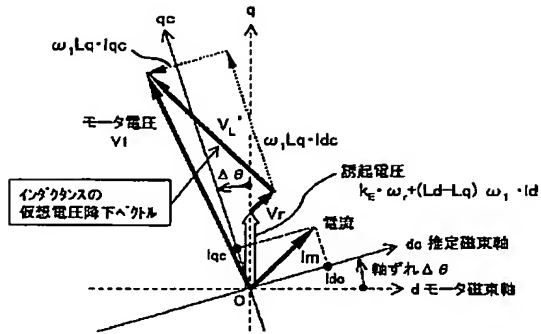 qc
q
ω1Lq・Iqc
モータ電圧
V1
VL*
ω1Lq・Idc
Δθ
誘起電圧
kE・ωr+(Ld-Lq) ω1・Id
インダクタンスの
仮想電圧降下ベクトル
Vr
電流
Iqc
Im
dc 推定磁束軸
Idc
軸ずれΔθ
O
d モータ磁束軸